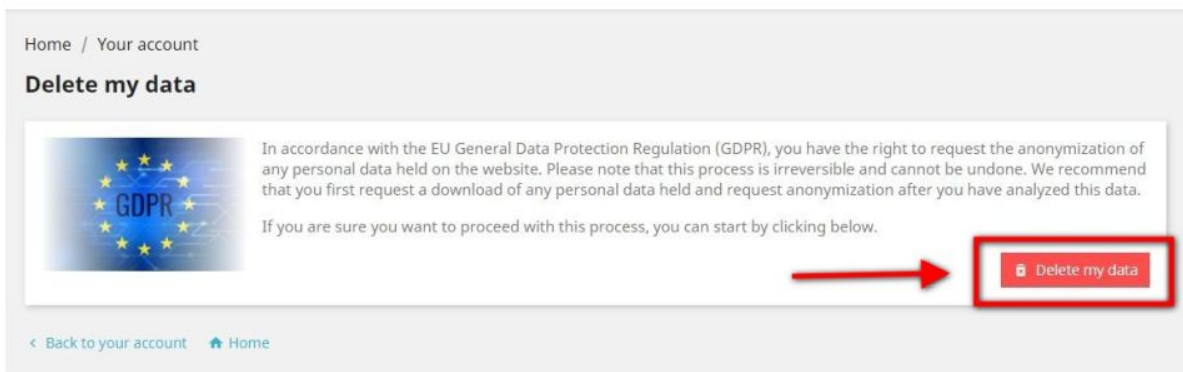 Home / Your account
Delete my data
GDPR
In accordance with the EU General Data Protection Regulation (GDPR), you have the right to request the anonymization of
any personal data held on the website. Please note that this process is irreversible and cannot be undone. We recommend
that you first request a download of any personal data held and request anonymization after you have analyzed this data.
If you are sure you want to proceed with this process, you can start by clicking below.
Delete my data
< Back to your account Home